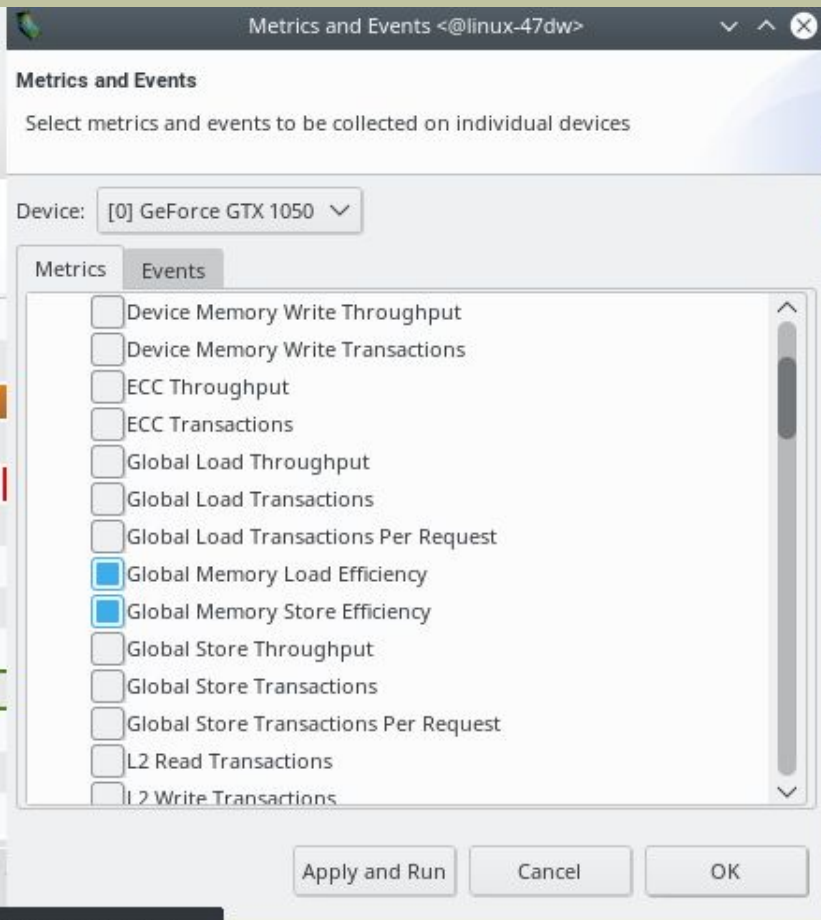 Metrics and Events <@linux-47dw>
Metrics and Events
Select metrics and events to be collected on individual devices
Device: [0] GeForce GTX 1050
Metrics Events
Device Memory Write Throughput
Device Memory Write Transactions
ECC Throughput
ECC Transactions
Global Load Throughput
Global Load Transactions
Global Load Transactions Per Request
Global Memory Load Efficiency
Global Memory Store Efficiency
Global Store Throughput
Global Store Transactions
Global Store Transactions Per Request
L2 Read Transactions
L2 Write Transactions
Apply and Run Cancel OK